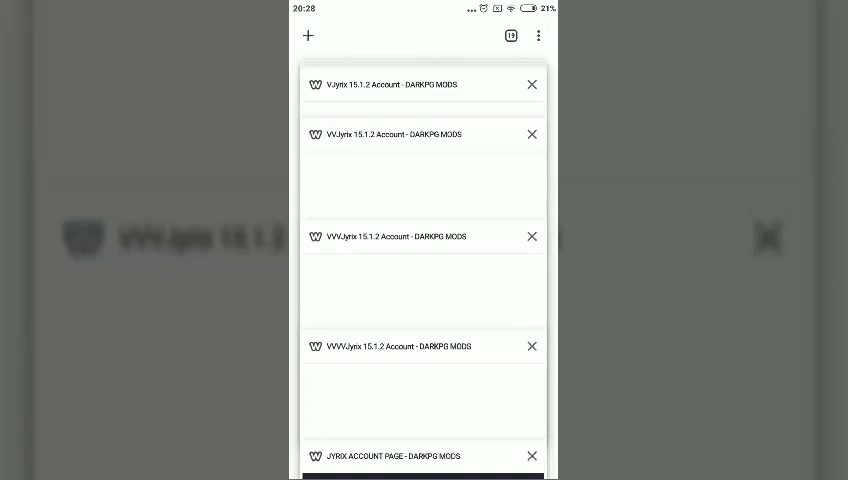 20:28
21%
19
VJyrix 15.1.2 Account - DARKPG MODS
VVJyrix 15.1.2 Account - DARKPG MODS
VVVJyrix 15.1.2 Account - DARKPG MODS
VVVVJyrix 15.1.2 Account - DARKPG MODS
JYRIX ACCOUNT PAGE - DARKPG MODS